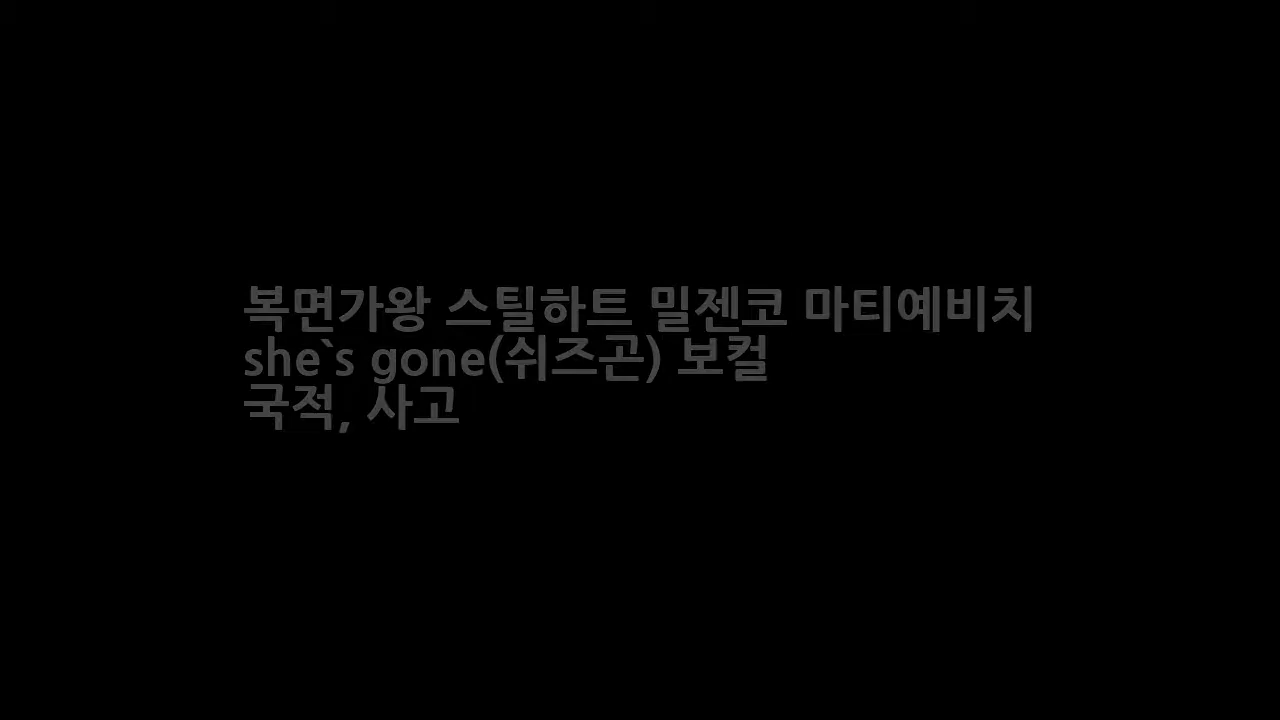 복면가왕 스틸하트 밀젠코 마티예비치
she`s gone(쉬즈곤) 보컬
국적, 사고